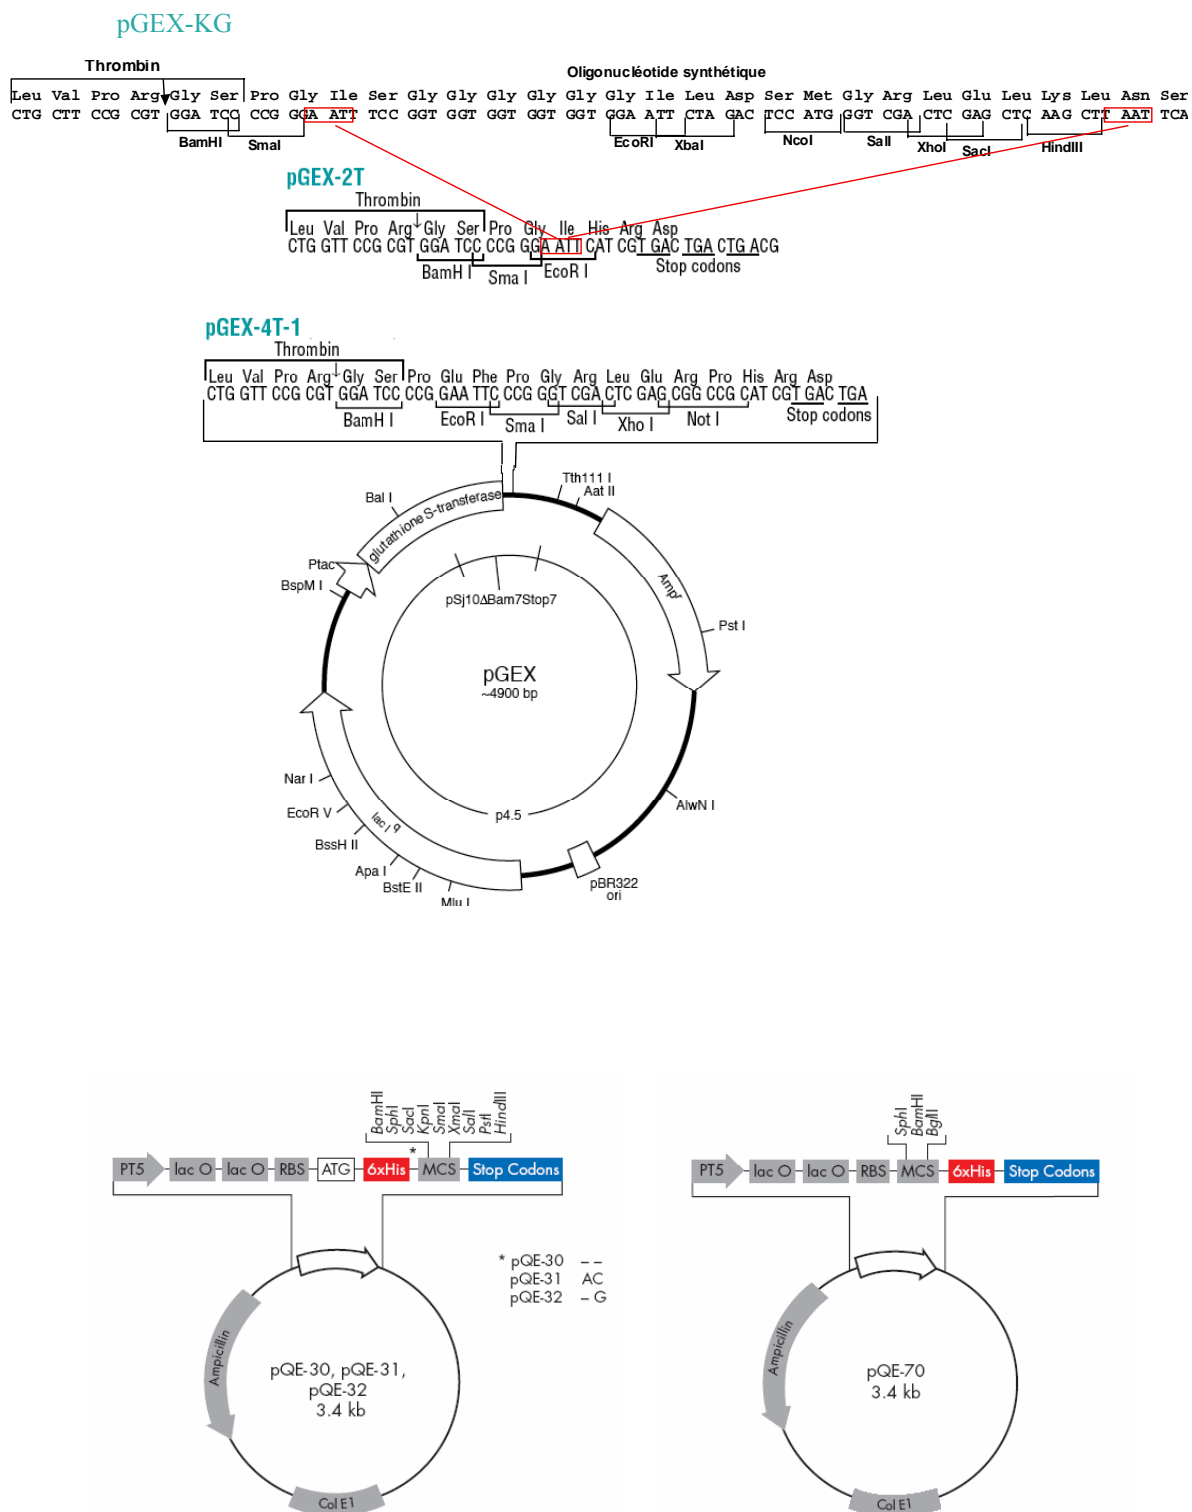 pGEX-KG
Thrombin
Oligonucléotide synthétique
Leu Val Pro Arg Gly Ser Pro Gly Ile Ser Gly Gly Gly Gly Gly Gly Ile Leu Asp Ser Met Gly Arg Leu Glu Leu Lys Leu Asn Ser
CTG CTT CCG CGT GGA TCC CCG GGA ATT TCC GGT GGT GGT GGT GGT GGA ATT CTA GAC TCC ATG GGT CGA CTC GAG CTC AAG CTT AAT TCA
BamHI SmaI EcoRI XbaI NcoI SalI XhoI SacI HindIII
pGEX-2T
Thrombin
Leu Val Pro Arg Gly Ser Pro Gly Ile His Arg Asp
CTG GTT CCG CGT GGA TCC CCG GGA ATT CAT CGT GAC TGA CTG ACG
BamH I Sma I EcoR I Stop codons
pGEX-4T-1
Thrombin
Leu Val Pro Arg Gly Ser Pro Glu Phe Pro Gly Arg Leu Glu Arg Pro His Arg Asp
CTG GTT CCG CGT GGA TCC CCG GAA TTC CCG GGT CGA CTC GAG CGG CCG CAT CGT GAC TGA
BamH I EcoR I Sma I Sal I Xho I Not I Stop codons
Tth111 I
Aat II
Bal I
glutathione S-transferase
Ptac
BspM I
pSj10ΔBam7Stop7
Ampr
Pst I
pGEX
~4900 bp
Nar I
EcoR V
BssH II
Apa I
BstE II
Mlu I
lac Iq
p4.5
AlwN I
pBR322
ori
BamHI
SphI
SacI
KpnI
SmaI
XmaI
SalI
PstI
HindIII
*
PT5 lac O lac O RBS ATG 6xHis MCS Stop Codons
* pQE-30 – –
pQE-31 AC
pQE-32 – G
Ampicillin
pQE-30, pQE-31,
pQE-32
3.4 kb
Col E1
SphI
BamHI
BglII
PT5 lac O lac O RBS MCS 6xHis Stop Codons
Ampicillin
pQE-70
3.4 kb
Col E1